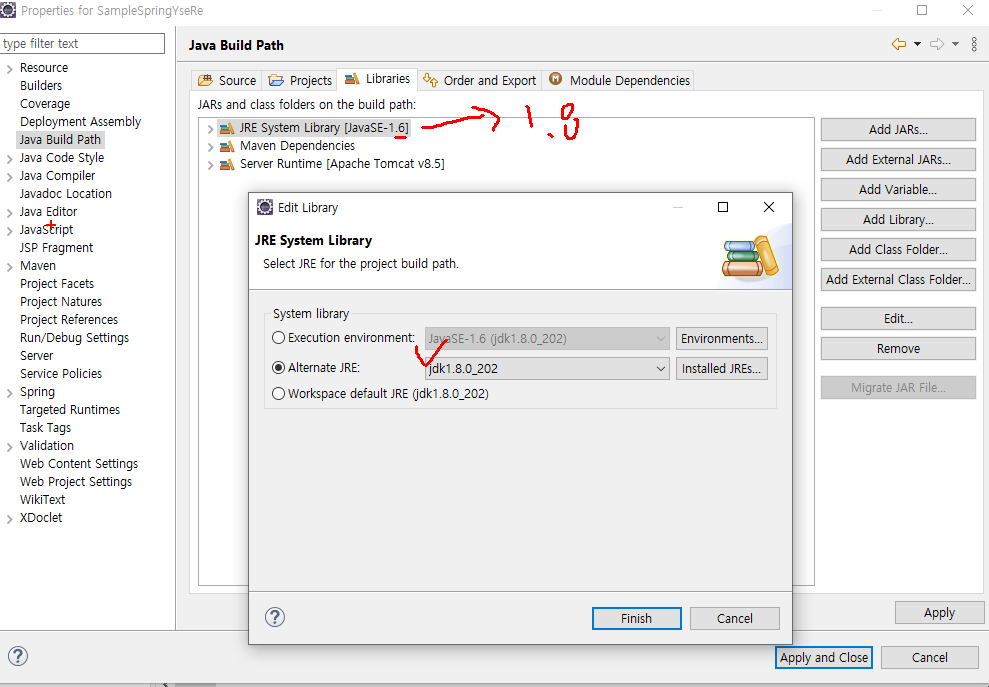 Properties for SampleSpringYseRe
type filter text
Resource
Builders
Coverage
Deployment Assembly
Java Build Path
Java Code Style
Java Compiler
Javadoc Location
Java Editor
JavaScript
JSP Fragment
Maven
Project Facets
Project Natures
Project References
Run/Debug Settings
Server
Service Policies
Spring
Targeted Runtimes
Task Tags
Validation
Web Content Settings
Web Project Settings
WikiText
XDoclet
Java Build Path
Source Projects Libraries Order and Export Module Dependencies
JARs and class folders on the build path:
JRE System Library [JavaSE-1.6] 1.8
Maven Dependencies
Server Runtime [Apache Tomcat v8.5]
Add JARs...
Add External JARs...
Add Variable...
Add Library...
Add Class Folder...
Add External Class Folder...
Edit...
Remove
Migrate JAR File...
Edit Library
JRE System Library
Select JRE for the project build path.
System library
Execution environment: JavaSE-1.6 (jdk1.8.0_202) Environments...
Alternate JRE: jdk1.8.0_202 Installed JREs...
Workspace default JRE (jdk1.8.0_202)
Finish Cancel
Apply
Apply and Close Cancel